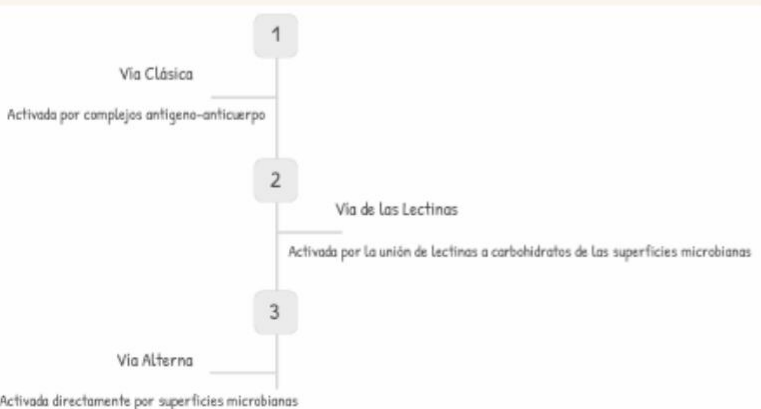 1
Vía Clásica
Activada por complejos antígeno-anticuerpo
2
Vía de las Lectinas
Activada por la unión de lectinas a carbohidratos de las superficies microbianas
3
Vía Alterna
Activada directamente por superficies microbianas